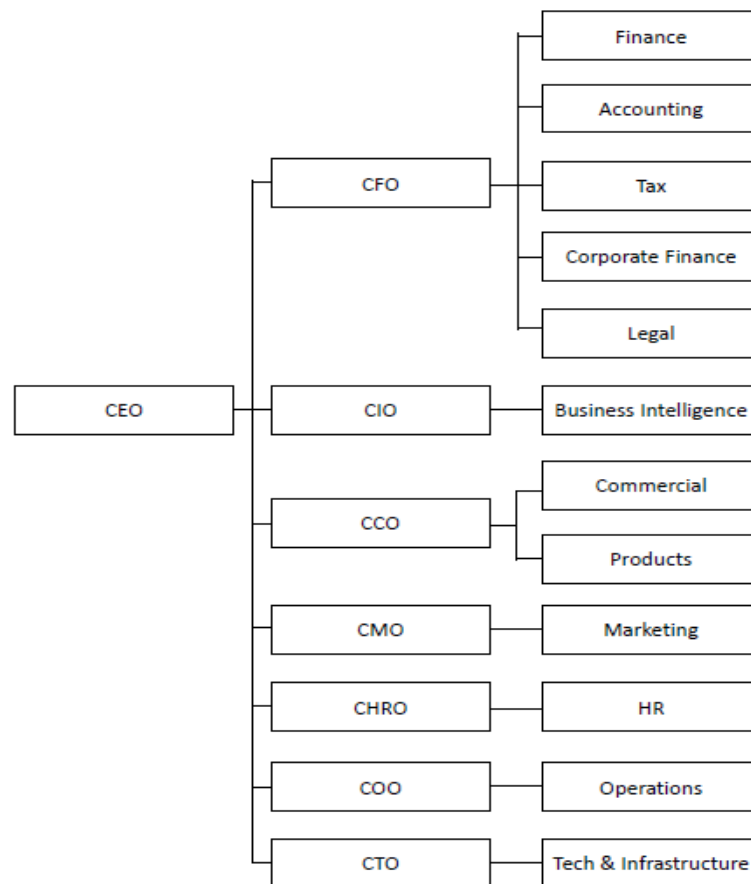 CEO
CFO
Finance
Accounting
Tax
Corporate Finance
Legal
CIO
Business Intelligence
CCO
Commercial
Products
CMO
Marketing
CHRO
HR
COO
Operations
CTO
Tech & Infrastructure